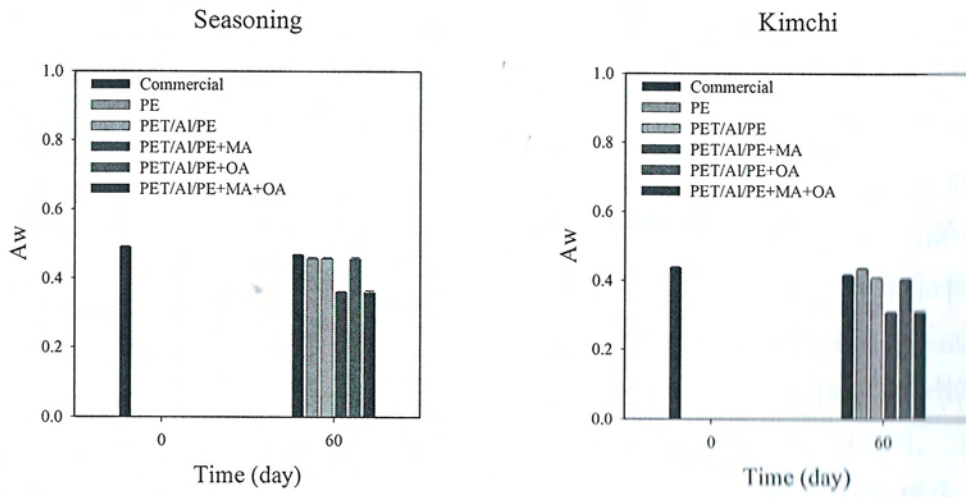 Seasoning
1.0
0.8
0.6
0.4
0.2
0.0
Aw
Commercial
PE
PET/Al/PE
PET/Al/PE+MA
PET/Al/PE+OA
PET/Al/PE+MA+OA
0
60
Time (day)
Kimchi
1.0
0.8
0.6
0.4
0.2
0.0
Aw
Commercial
PE
PET/Al/PE
PET/Al/PE+MA
PET/Al/PE+OA
PET/Al/PE+MA+OA
0
60
Time (day)